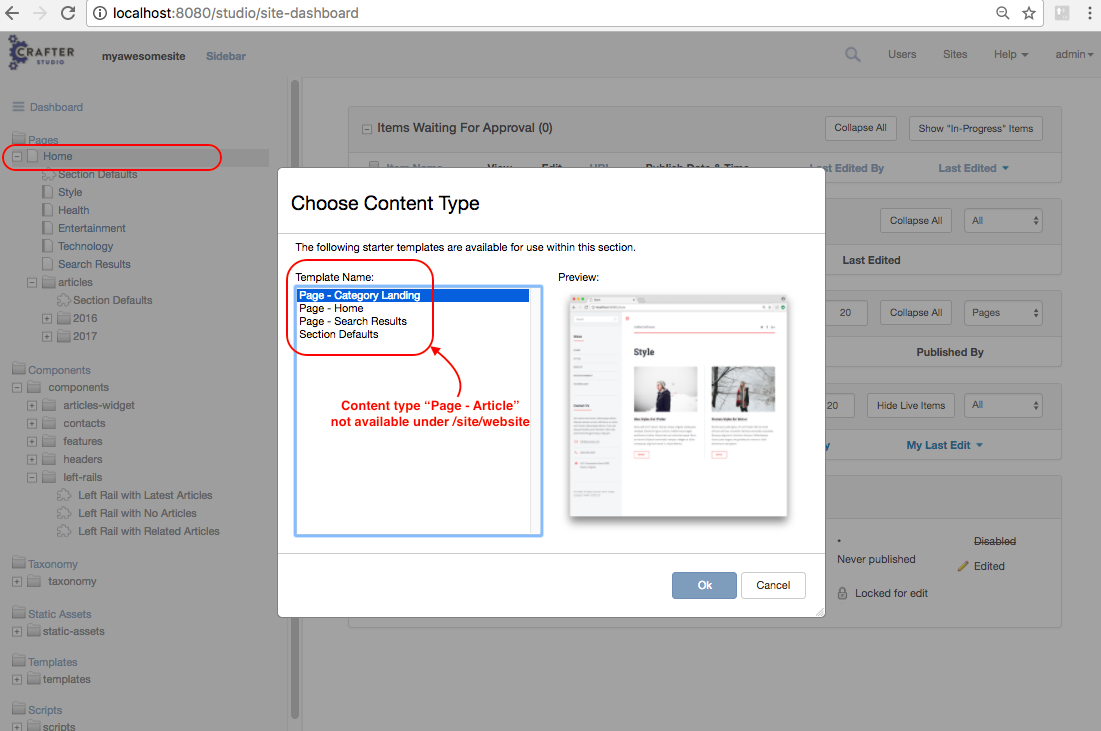 localhost:8080/studio/site-dashboard
CRAFTER
STUDIO
myawesomesite
Sidebar
Users
Sites
Help
admin
Dashboard
Pages
Home
Section Defaults
Style
Health
Entertainment
Technology
Search Results
articles
Section Defaults
2016
2017
Components
components
articles-widget
contacts
features
headers
left-rails
Left Rail with Latest Articles
Left Rail with No Articles
Left Rail with Related Articles
Taxonomy
taxonomy
Static Assets
static-assets
Templates
templates
Scripts
scripts
Items Waiting For Approval (0)
Collapse All
Show "In-Progress" Items
Item Name View Edit URL Publish Date & Time
Last Edited
Collapse All
All
Last Edited
20
Collapse All
Pages
Published By
20
Hide Live Items
All
My Last Edit
Disabled
Never published
Edited
Locked for edit
Choose Content Type
The following starter templates are available for use within this section.
Template Name:
Page - Category Landing
Page - Home
Page - Search Results
Section Defaults
Content type “Page - Article”
not available under /site/website
Preview:
Style
Ok
Cancel